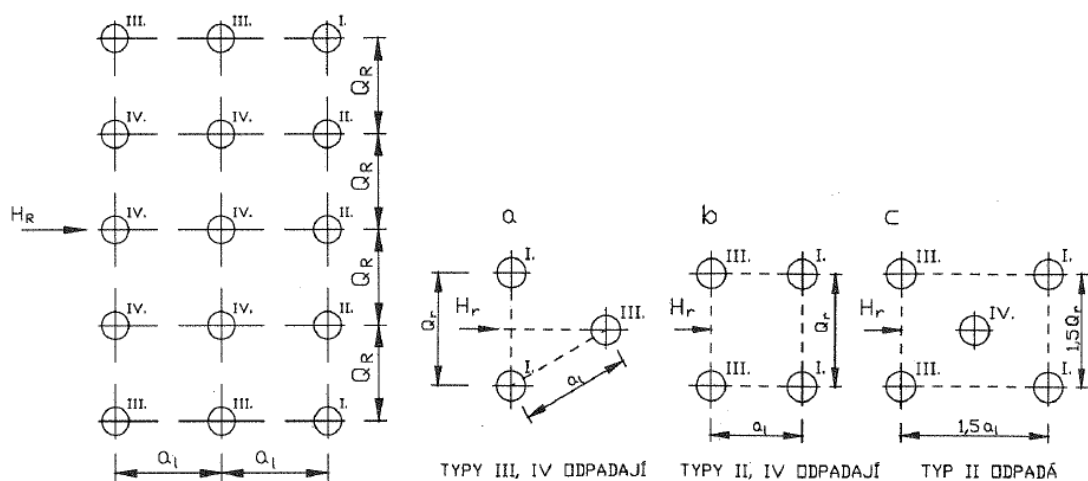 III. III. I.
Q_R
IV. IV. II.
Q_R
H_R IV. IV. II.
Q_R
IV. IV. II.
Q_R
III. III. I.
a_l a_l
a
I.
Q_r H_r III.
I.
a_l
TYPY III, IV ODPADAJÍ
b
III. I.
H_r Q_r
III. I.
a_l
TYPY II, IV ODPADAJÍ
c
III. I.
H_r IV. 1,5Q_r
III. I.
1,5a_l
TYP II ODPADÁ